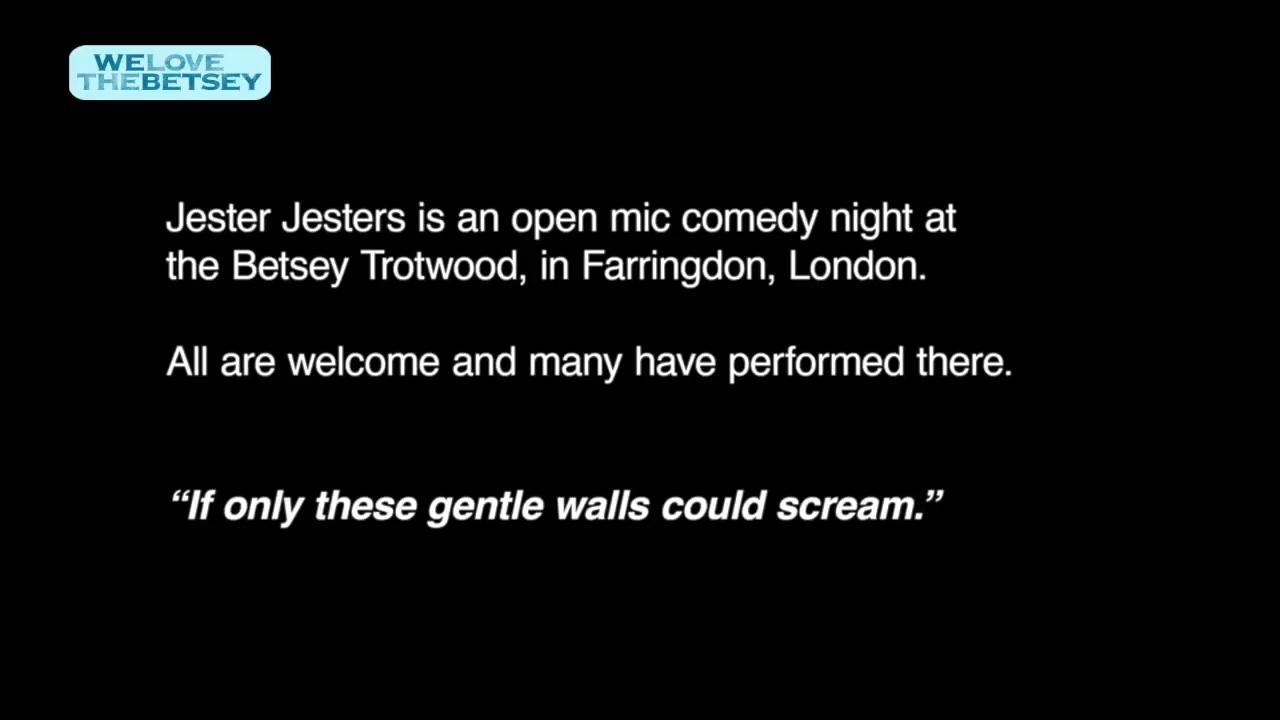 WELOVE
THEBETSEY
Jester Jesters is an open mic comedy night at
the Betsey Trotwood, in Farringdon, London.
All are welcome and many have performed there.
“If only these gentle walls could scream.”